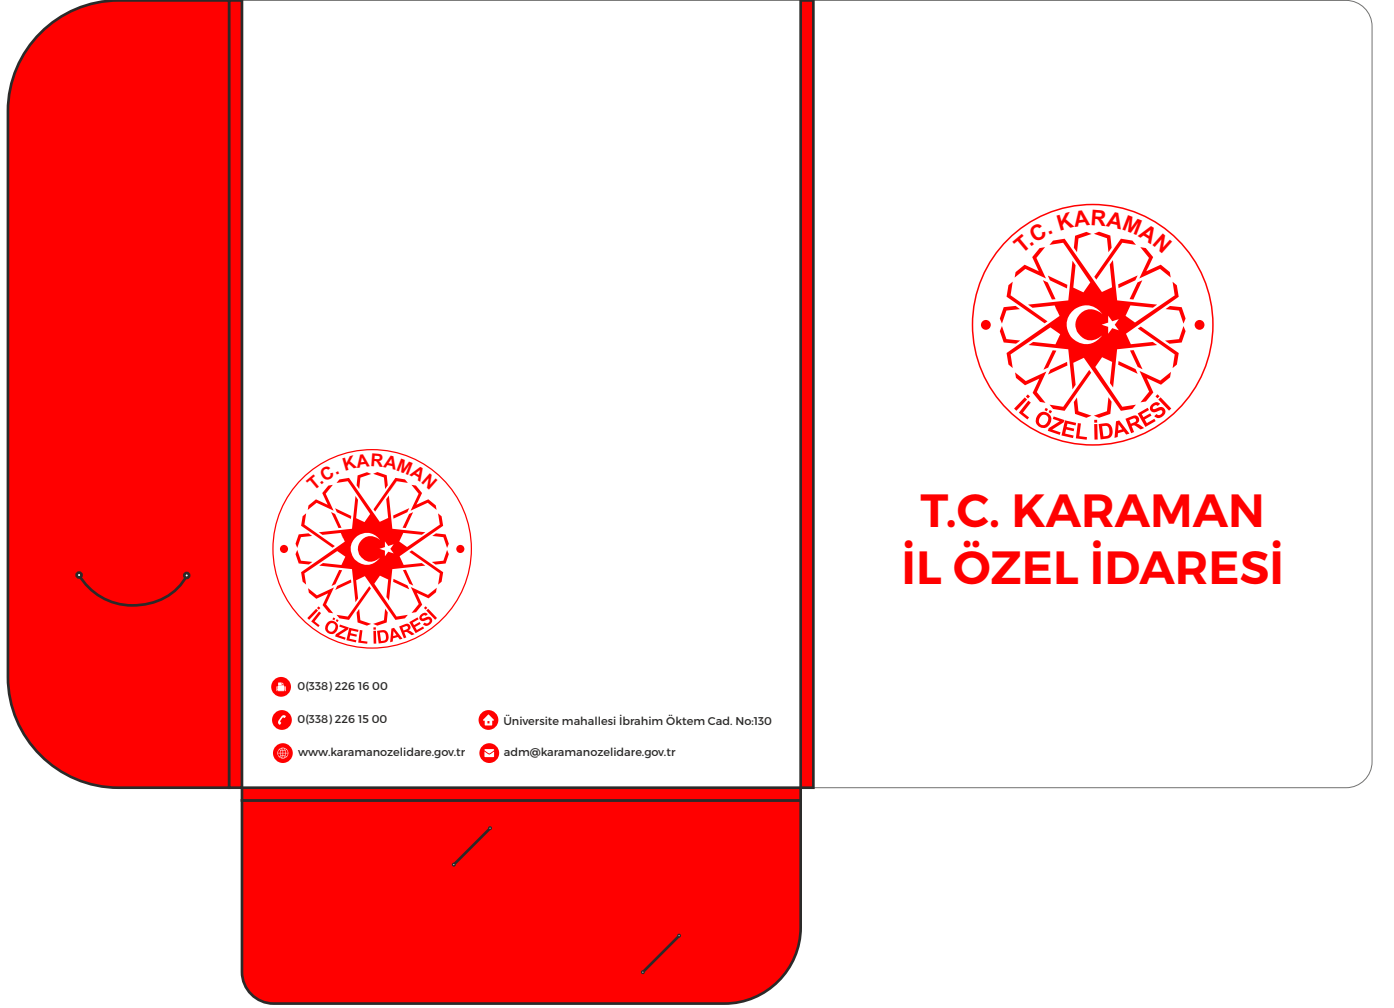 T.C. KARAMAN
İL ÖZEL İDARESİ
0(338) 226 16 00
0(338) 226 15 00
Üniversite mahallesi İbrahim Öktem Cad. No:130
www.karamanozelidare.gov.tr
adm@karamanozelidare.gov.tr
T.C. KARAMAN
İL ÖZEL İDARESİ
T.C. KARAMAN
İL ÖZEL İDARESİ